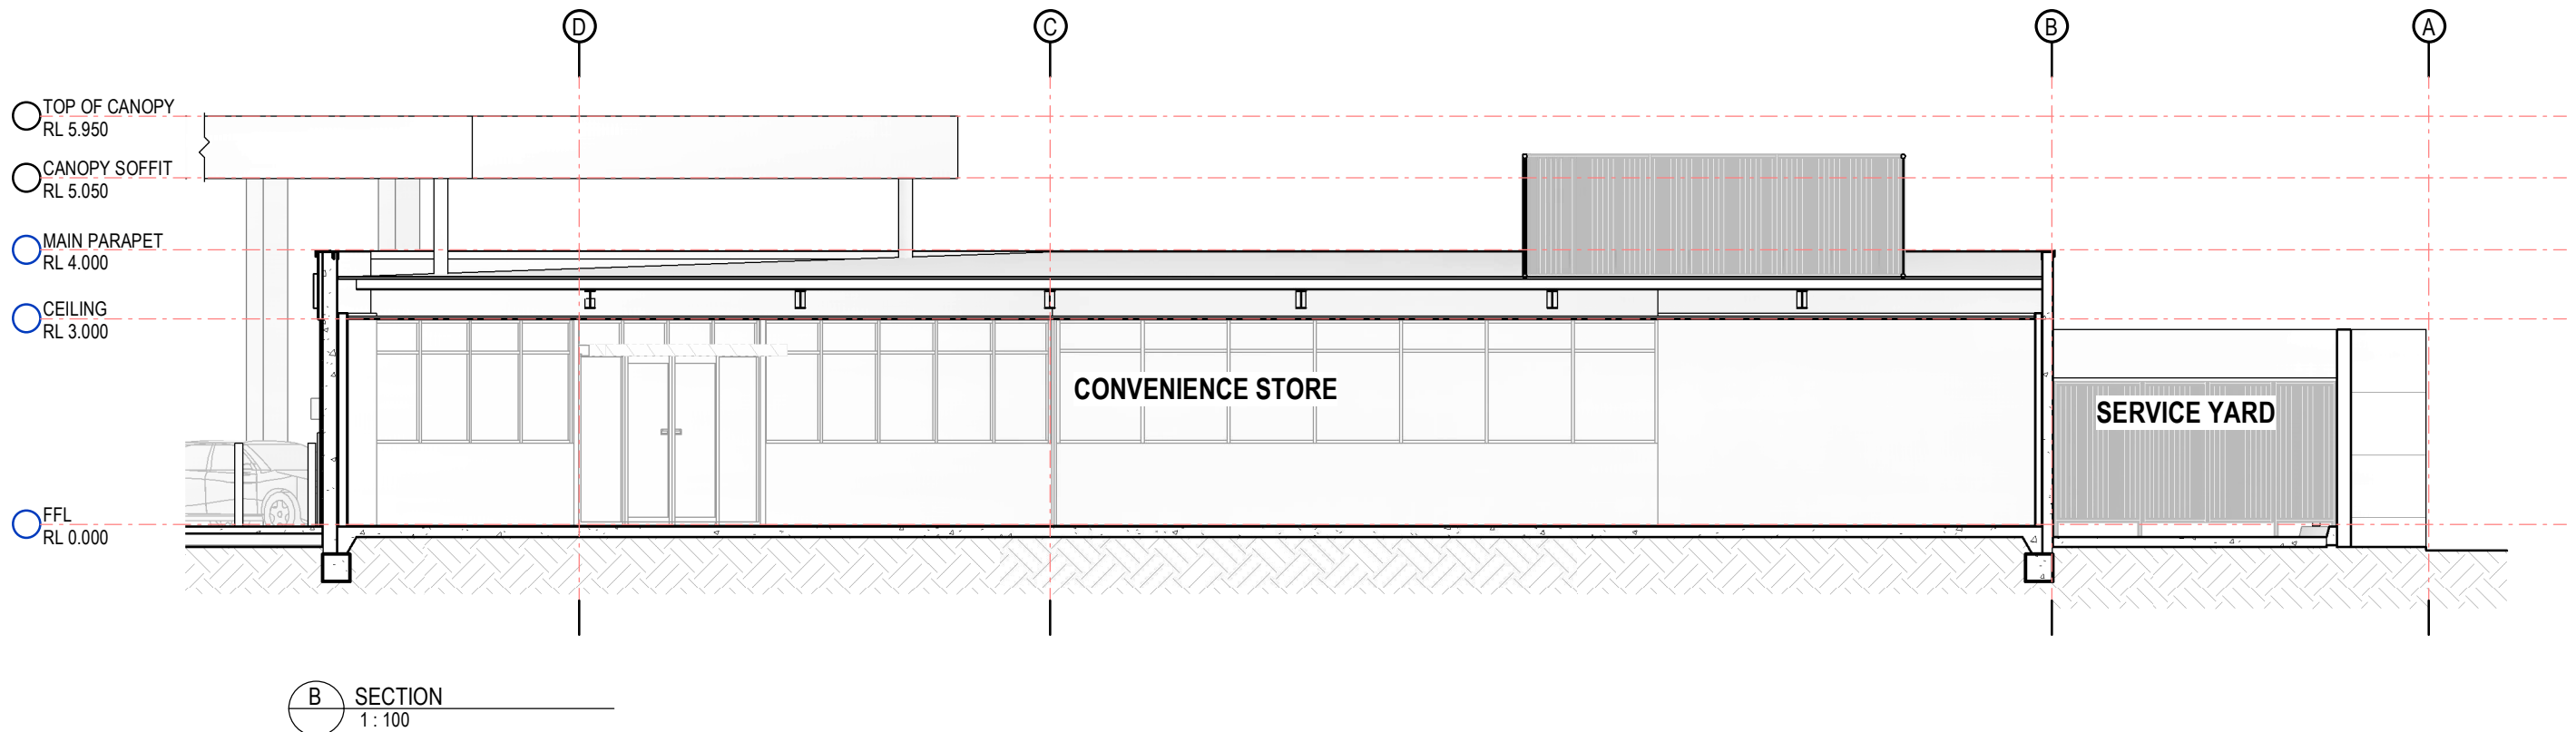 D
C
B
A
TOP OF CANOPY
RL 5.950
CANOPY SOFFIT
RL 5.050
MAIN PARAPET
RL 4.000
CEILING
RL 3.000
CONVENIENCE STORE
SERVICE YARD
FFL
RL 0.000
B SECTION
1 : 100